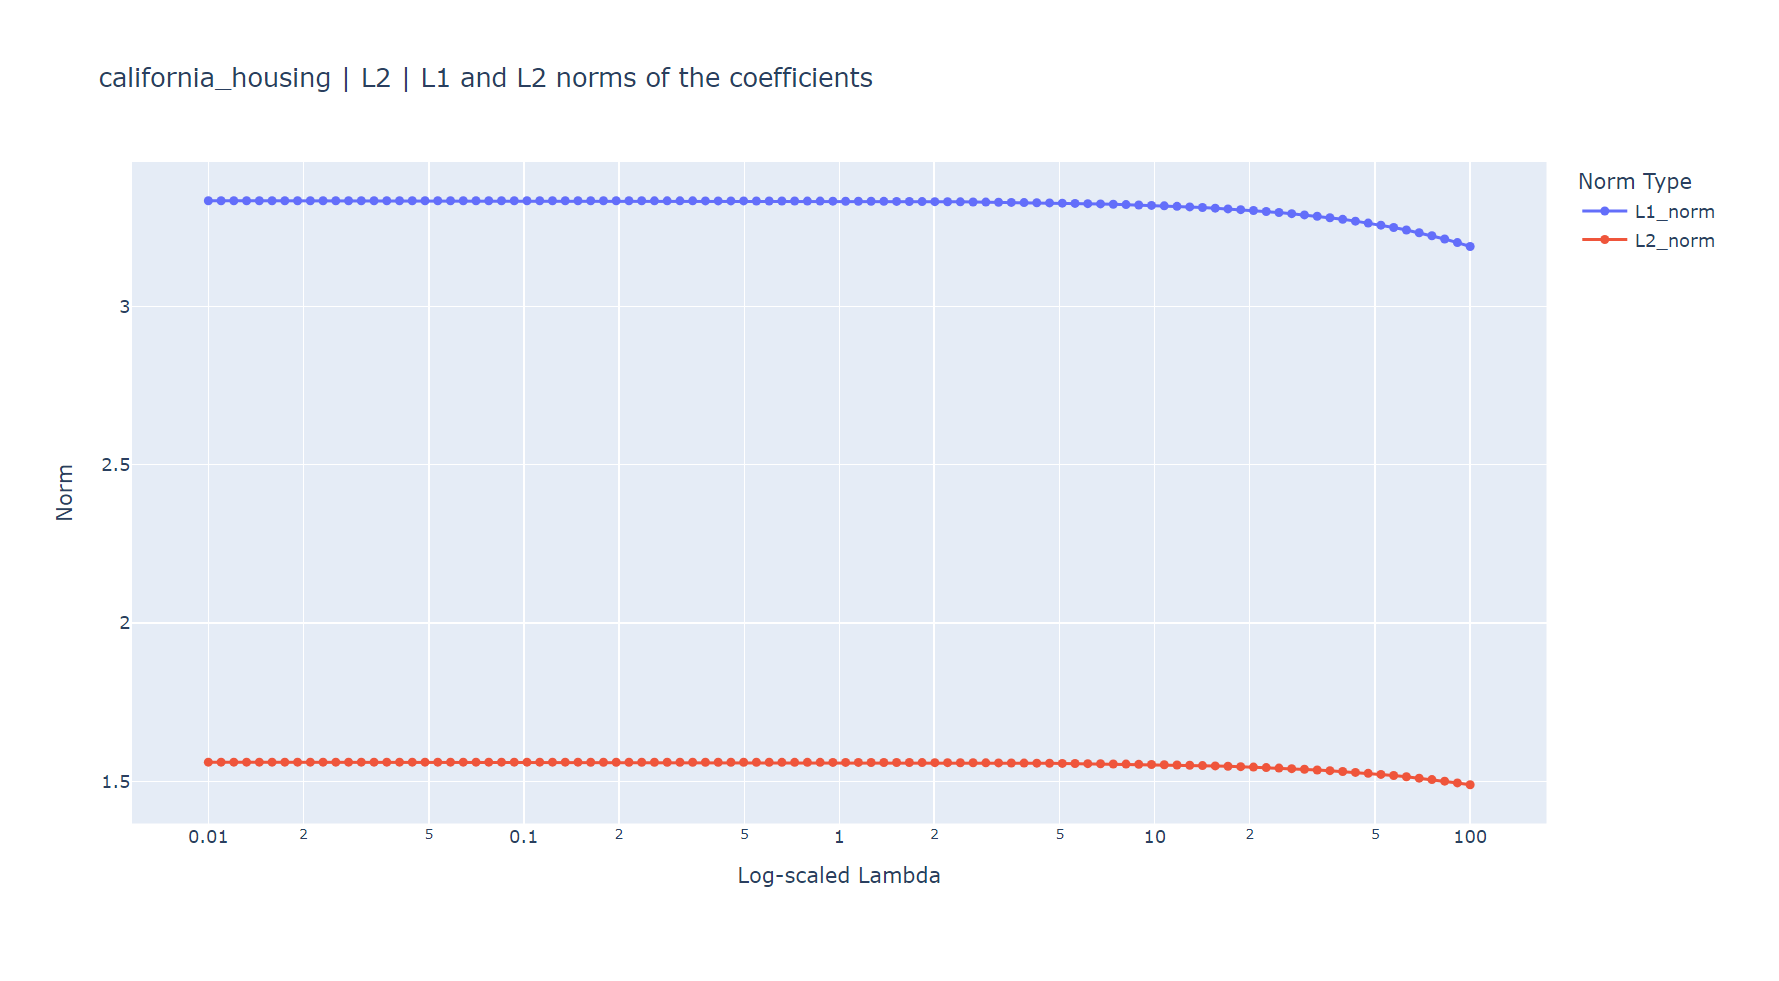 california_housing | L2 | L1 and L2 norms of the coefficients
Norm Type
L1_norm
L2_norm
3
2.5
2
1.5
Norm
0.01 2 5 0.1 2 5 1 2 5 10 2 5 100
Log-scaled Lambda